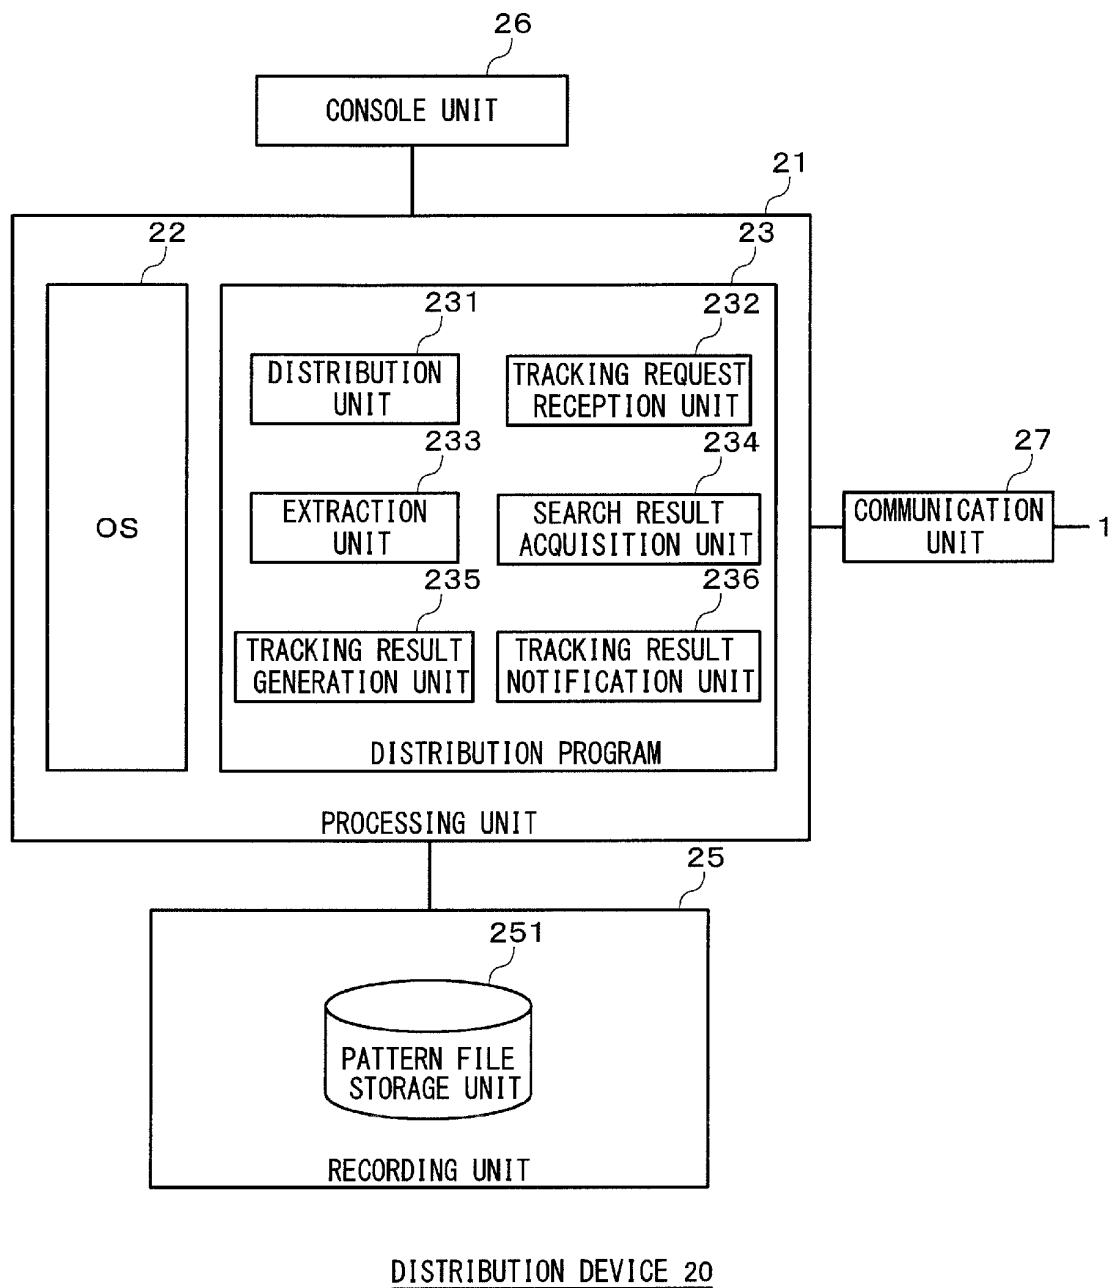 26
CONSOLE UNIT
21
22
23
OS
231
DISTRIBUTION
UNIT
232
TRACKING REQUEST
RECEPTION UNIT
233
EXTRACTION
UNIT
234
SEARCH RESULT
ACQUISITION UNIT
235
TRACKING RESULT
GENERATION UNIT
236
TRACKING RESULT
NOTIFICATION UNIT
DISTRIBUTION PROGRAM
PROCESSING UNIT
27
COMMUNICATION
UNIT
1
25
251
PATTERN FILE
STORAGE UNIT
RECORDING UNIT
DISTRIBUTION DEVICE 20